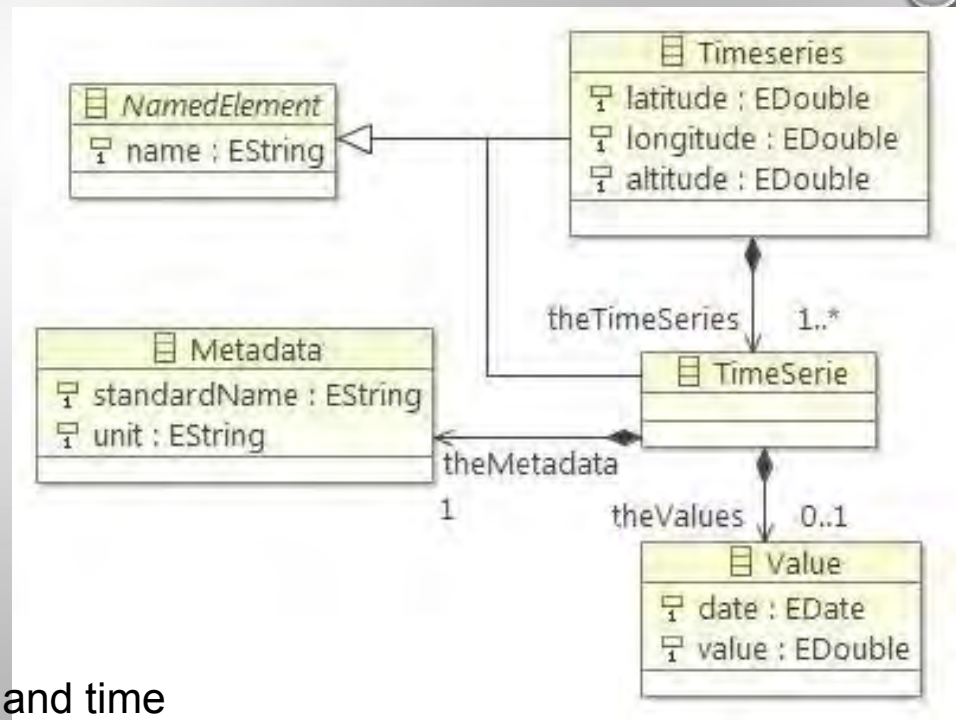 NamedElement
name : EString
Timeseries
latitude : EDouble
longitude : EDouble
altitude : EDouble
theTimeSeries 1..*
Metadata
standardName : EString
unit : EString
TimeSerie
theMetadata
1
theValues 0..1
Value
date : EDate
value : EDouble
and time